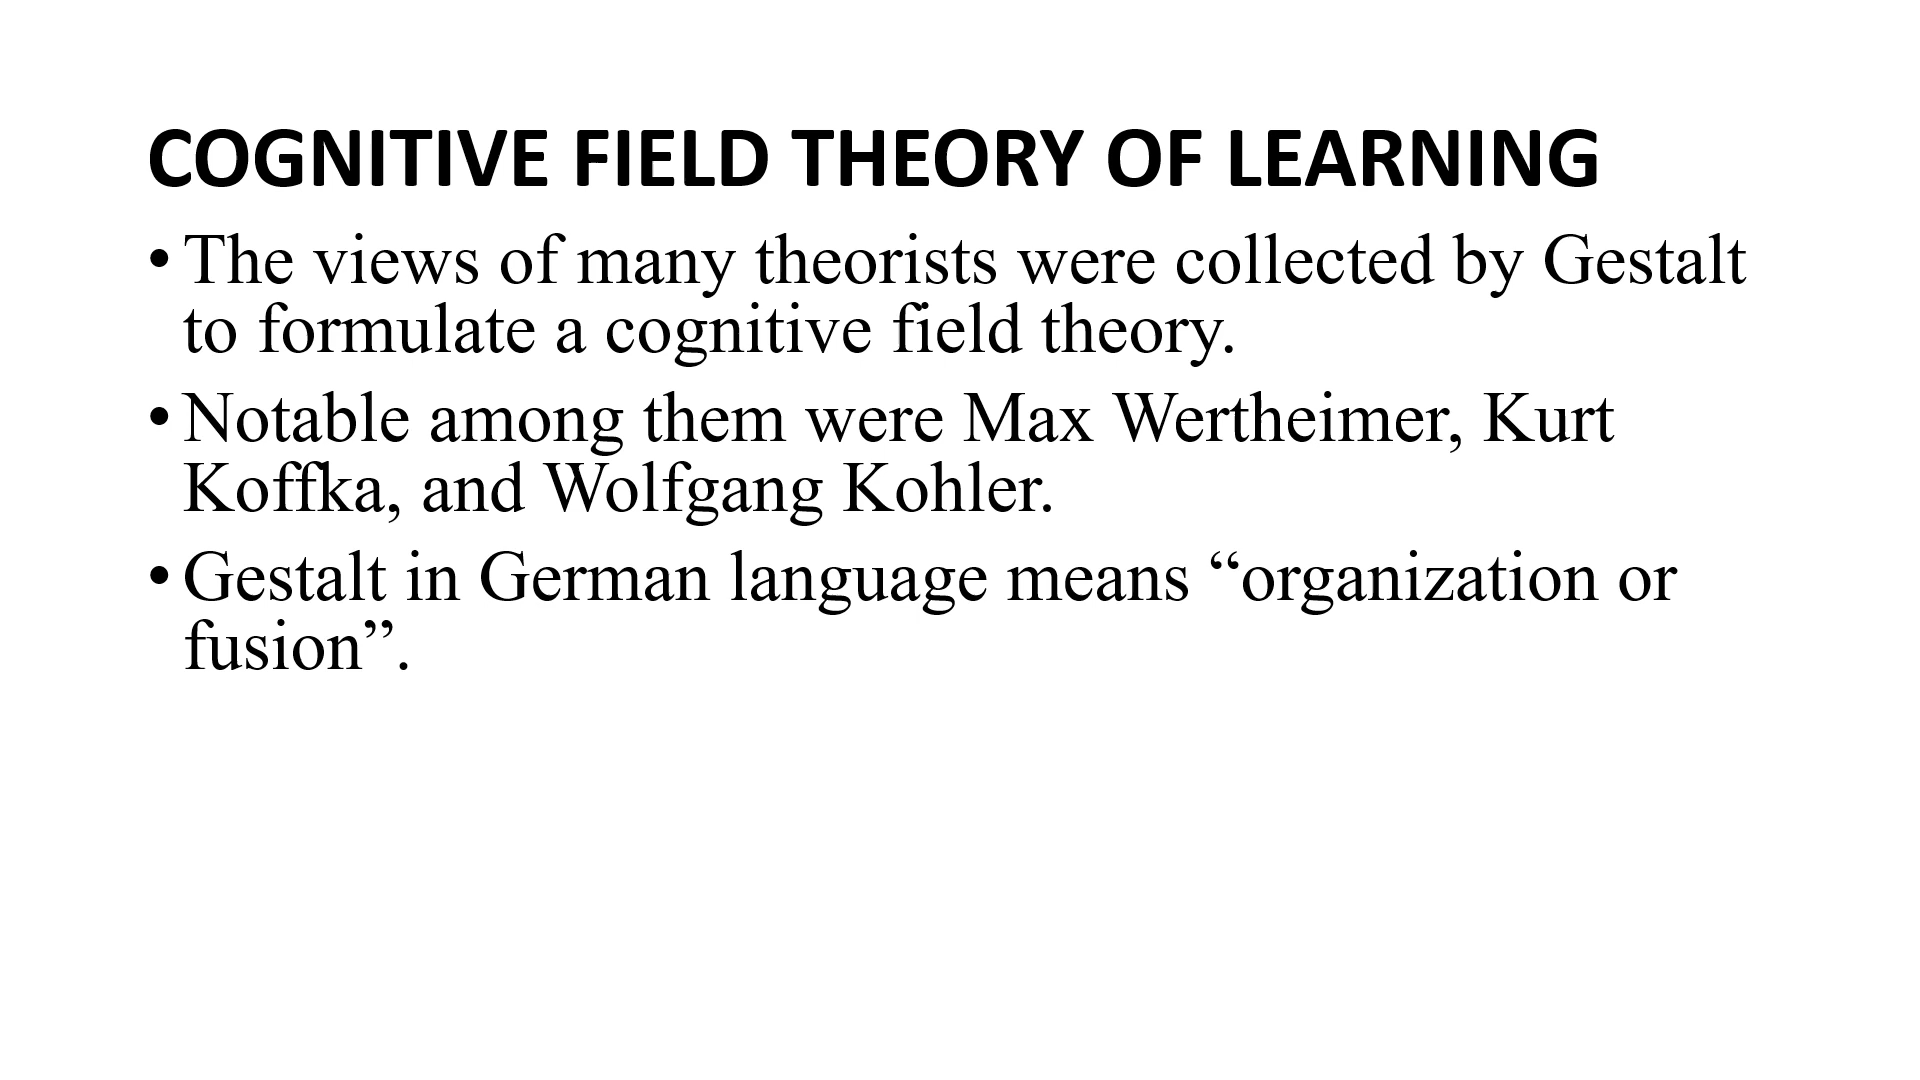 COGNITIVE FIELD THEORY OF LEARNING
• The views of many theorists were collected by Gestalt
to formulate a cognitive field theory.
• Notable among them were Max Wertheimer, Kurt
Koffka, and Wolfgang Kohler.
• Gestalt in German language means “organization or
fusion”.